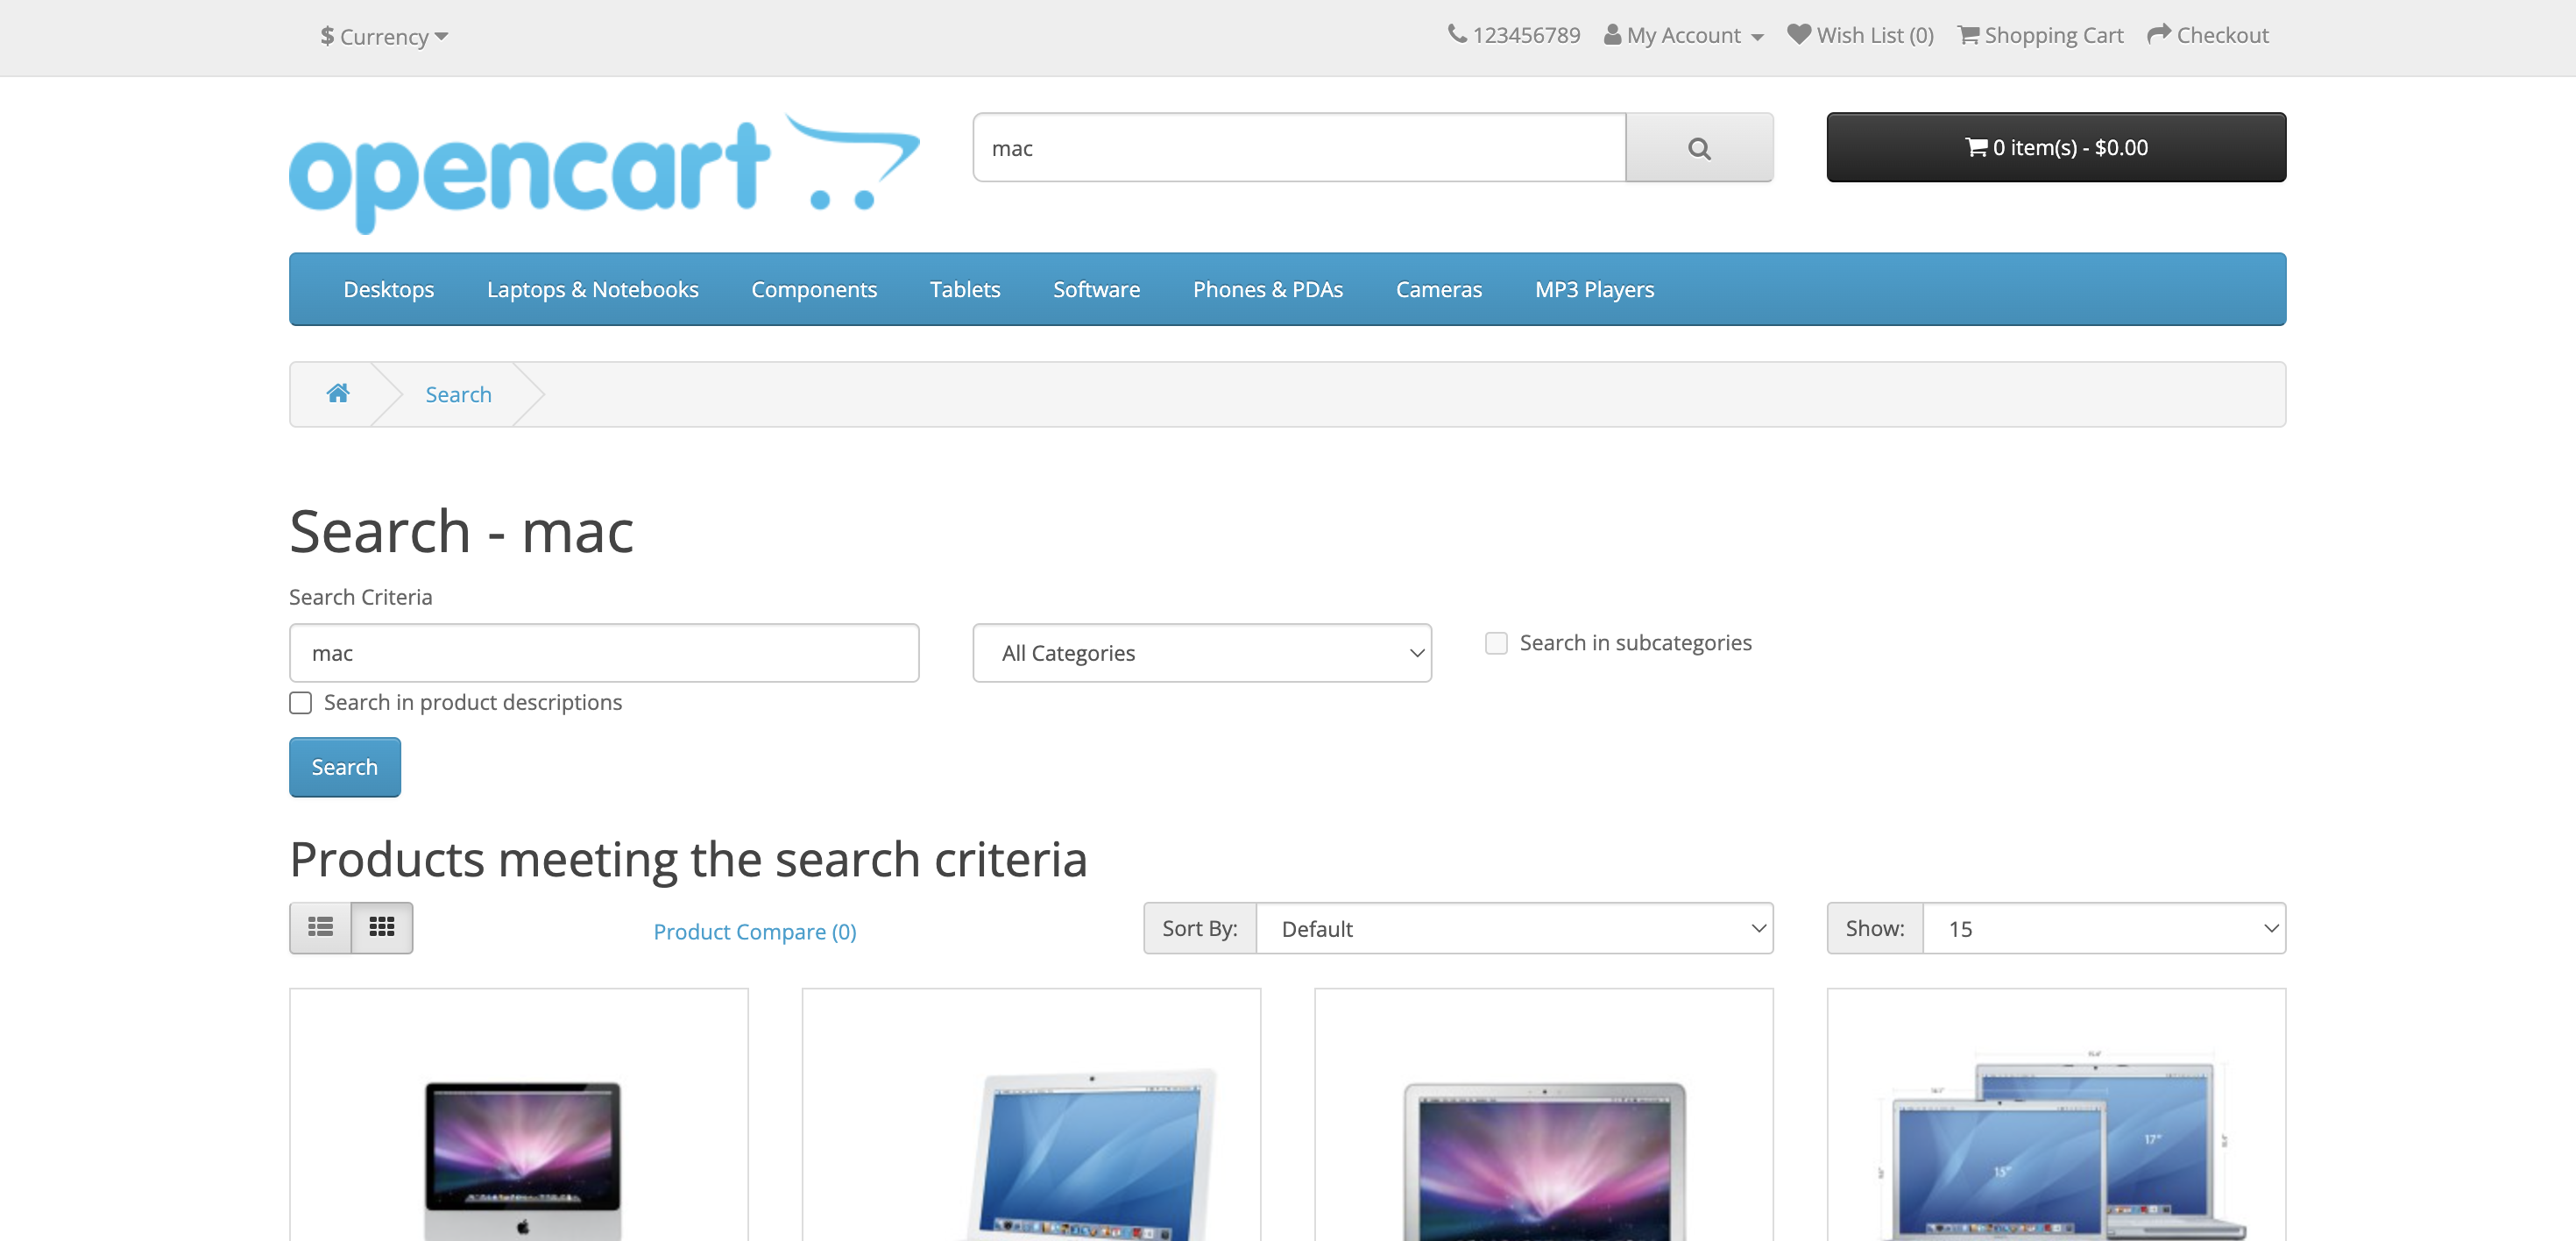 $ Currency
123456789 My Account Wish List (0) Shopping Cart Checkout
opencart
mac
0 item(s) - $0.00
Desktops Laptops & Notebooks Components Tablets Software Phones & PDAs Cameras MP3 Players
Search
Search - mac
Search Criteria
mac
All Categories
Search in subcategories
Search in product descriptions
Search
Products meeting the search criteria
Product Compare (0)
Sort By: Default
Show: 15
17"
15"